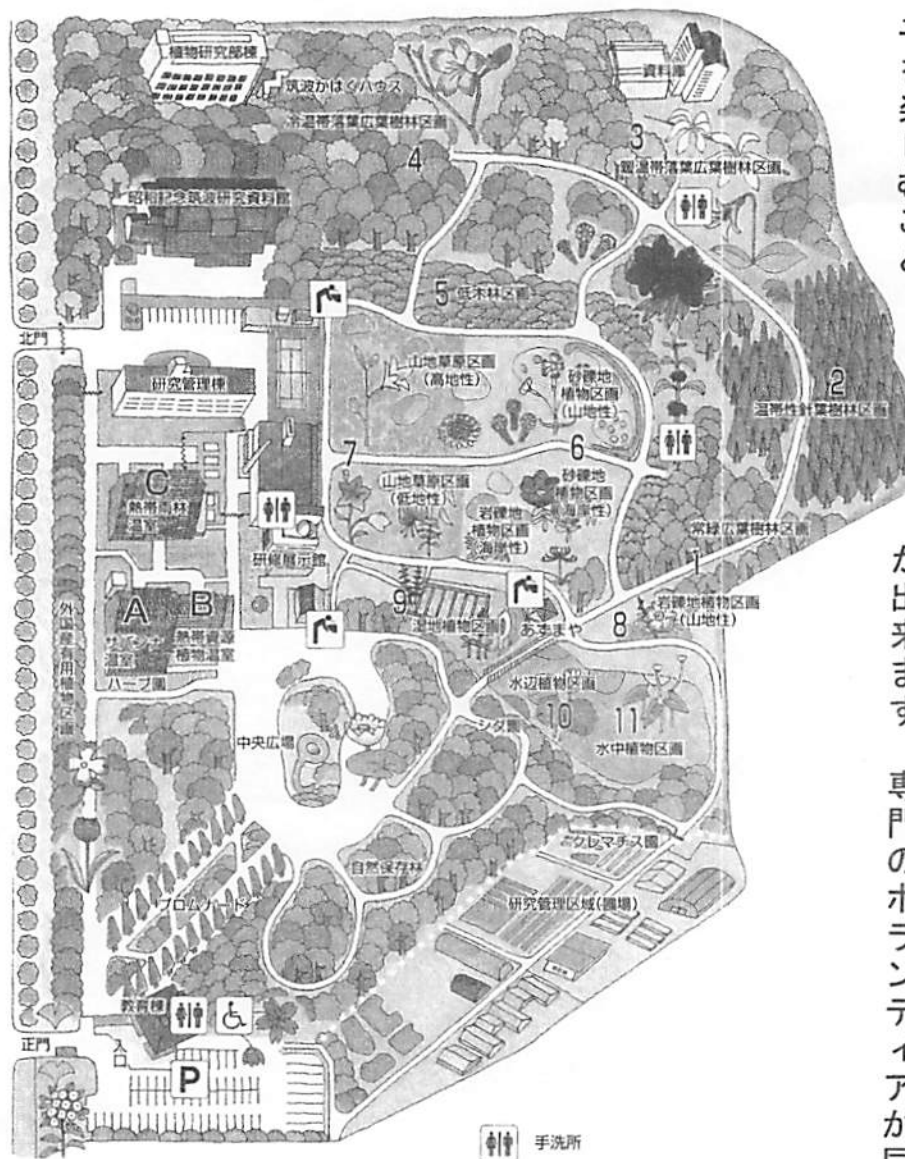 植物研究部棟
筑波かはくハウス
冷温帯落葉広葉樹林区画
資料庫
3
暖温帯落葉広葉樹林区画
4
昭和記念筑波研究資料館
5 低木林区画
北門
研究管理棟
山地草原区画
(高地性)
砂礫地
植物区画
(山地性)
2
温帯性針葉樹林区画
7
6
C
熱帯雨林
温室
山地草原区画
(低地性)
岩礫地
植物区画
(海崖性)
砂礫地
植物区画
(海岸性)
常緑広葉樹林区画
1
研修展示館
A
サバンナ
温室
B
熱帯資源
植物温室
ハーブ園
外国産有用植物区画
9
湿地植物区画
あずまや
8
岩礫地植物区画
(山地性)
水辺植物区画
10
11
水中植物区画
シダ園
中央広場
クレマチス園
自然保存林
研究管理区域(圃場)
プロムナード
教育棟
正門
入口
P
手洗所
が出来ます 専門のボランティアが